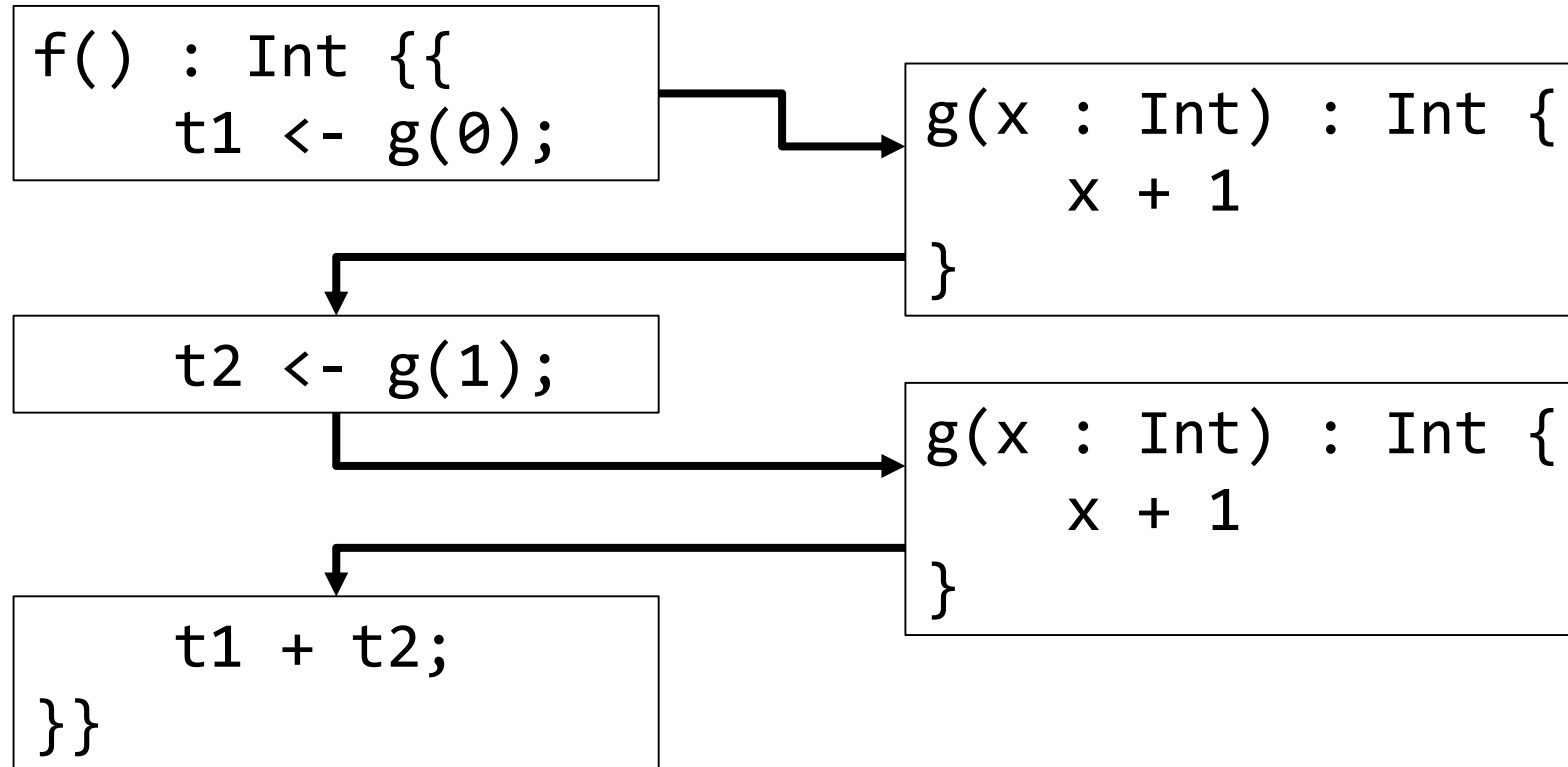 f() : Int {{
t1 <- g(0);
g(x : Int) : Int {
x + 1
}
t2 <- g(1);
g(x : Int) : Int {
x + 1
}
t1 + t2;
}}